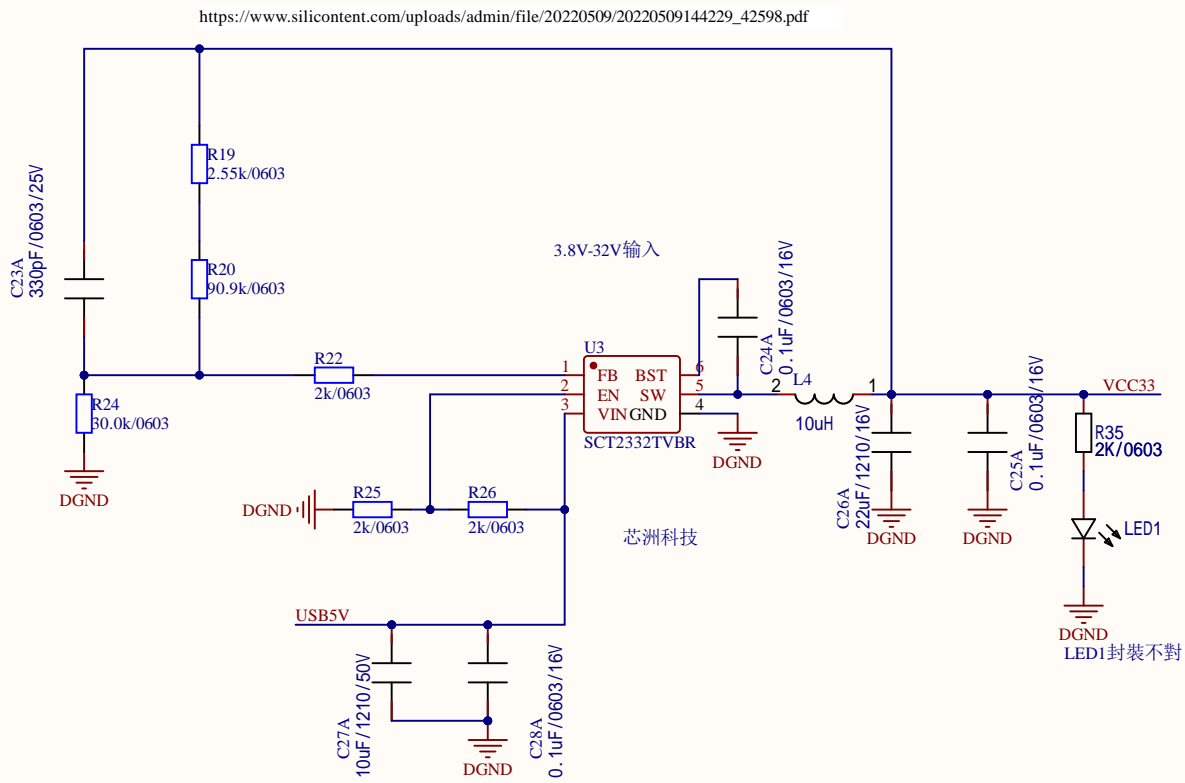 https://www.silicontent.com/uploads/admin/file/20220509/20220509144229_42598.pdf
R19
2.55k/0603
C23A
330pF/0603/25V
R20
90.9k/0603
3.8V-32V输入
C24A
0.1uF/0603/16V
U3
R22
2k/0603
1
2
3
FB
EN
VIN
BST
SW
GND
6
5
4
SCT2332TVBR
DGND
2
L4
1
10uH
VCC33
R24
30.0k/0603
DGND
C26A
22uF/1210/16V
DGND
C25A
0.1uF/0603/16V
DGND
R35
2K/0603
DGND
R25
2k/0603
R26
2k/0603
芯洲科技
LED1
DGND
LED1封裝不對
USB5V
C27A
10uF/1210/50V
C28A
0.1uF/0603/16V
DGND